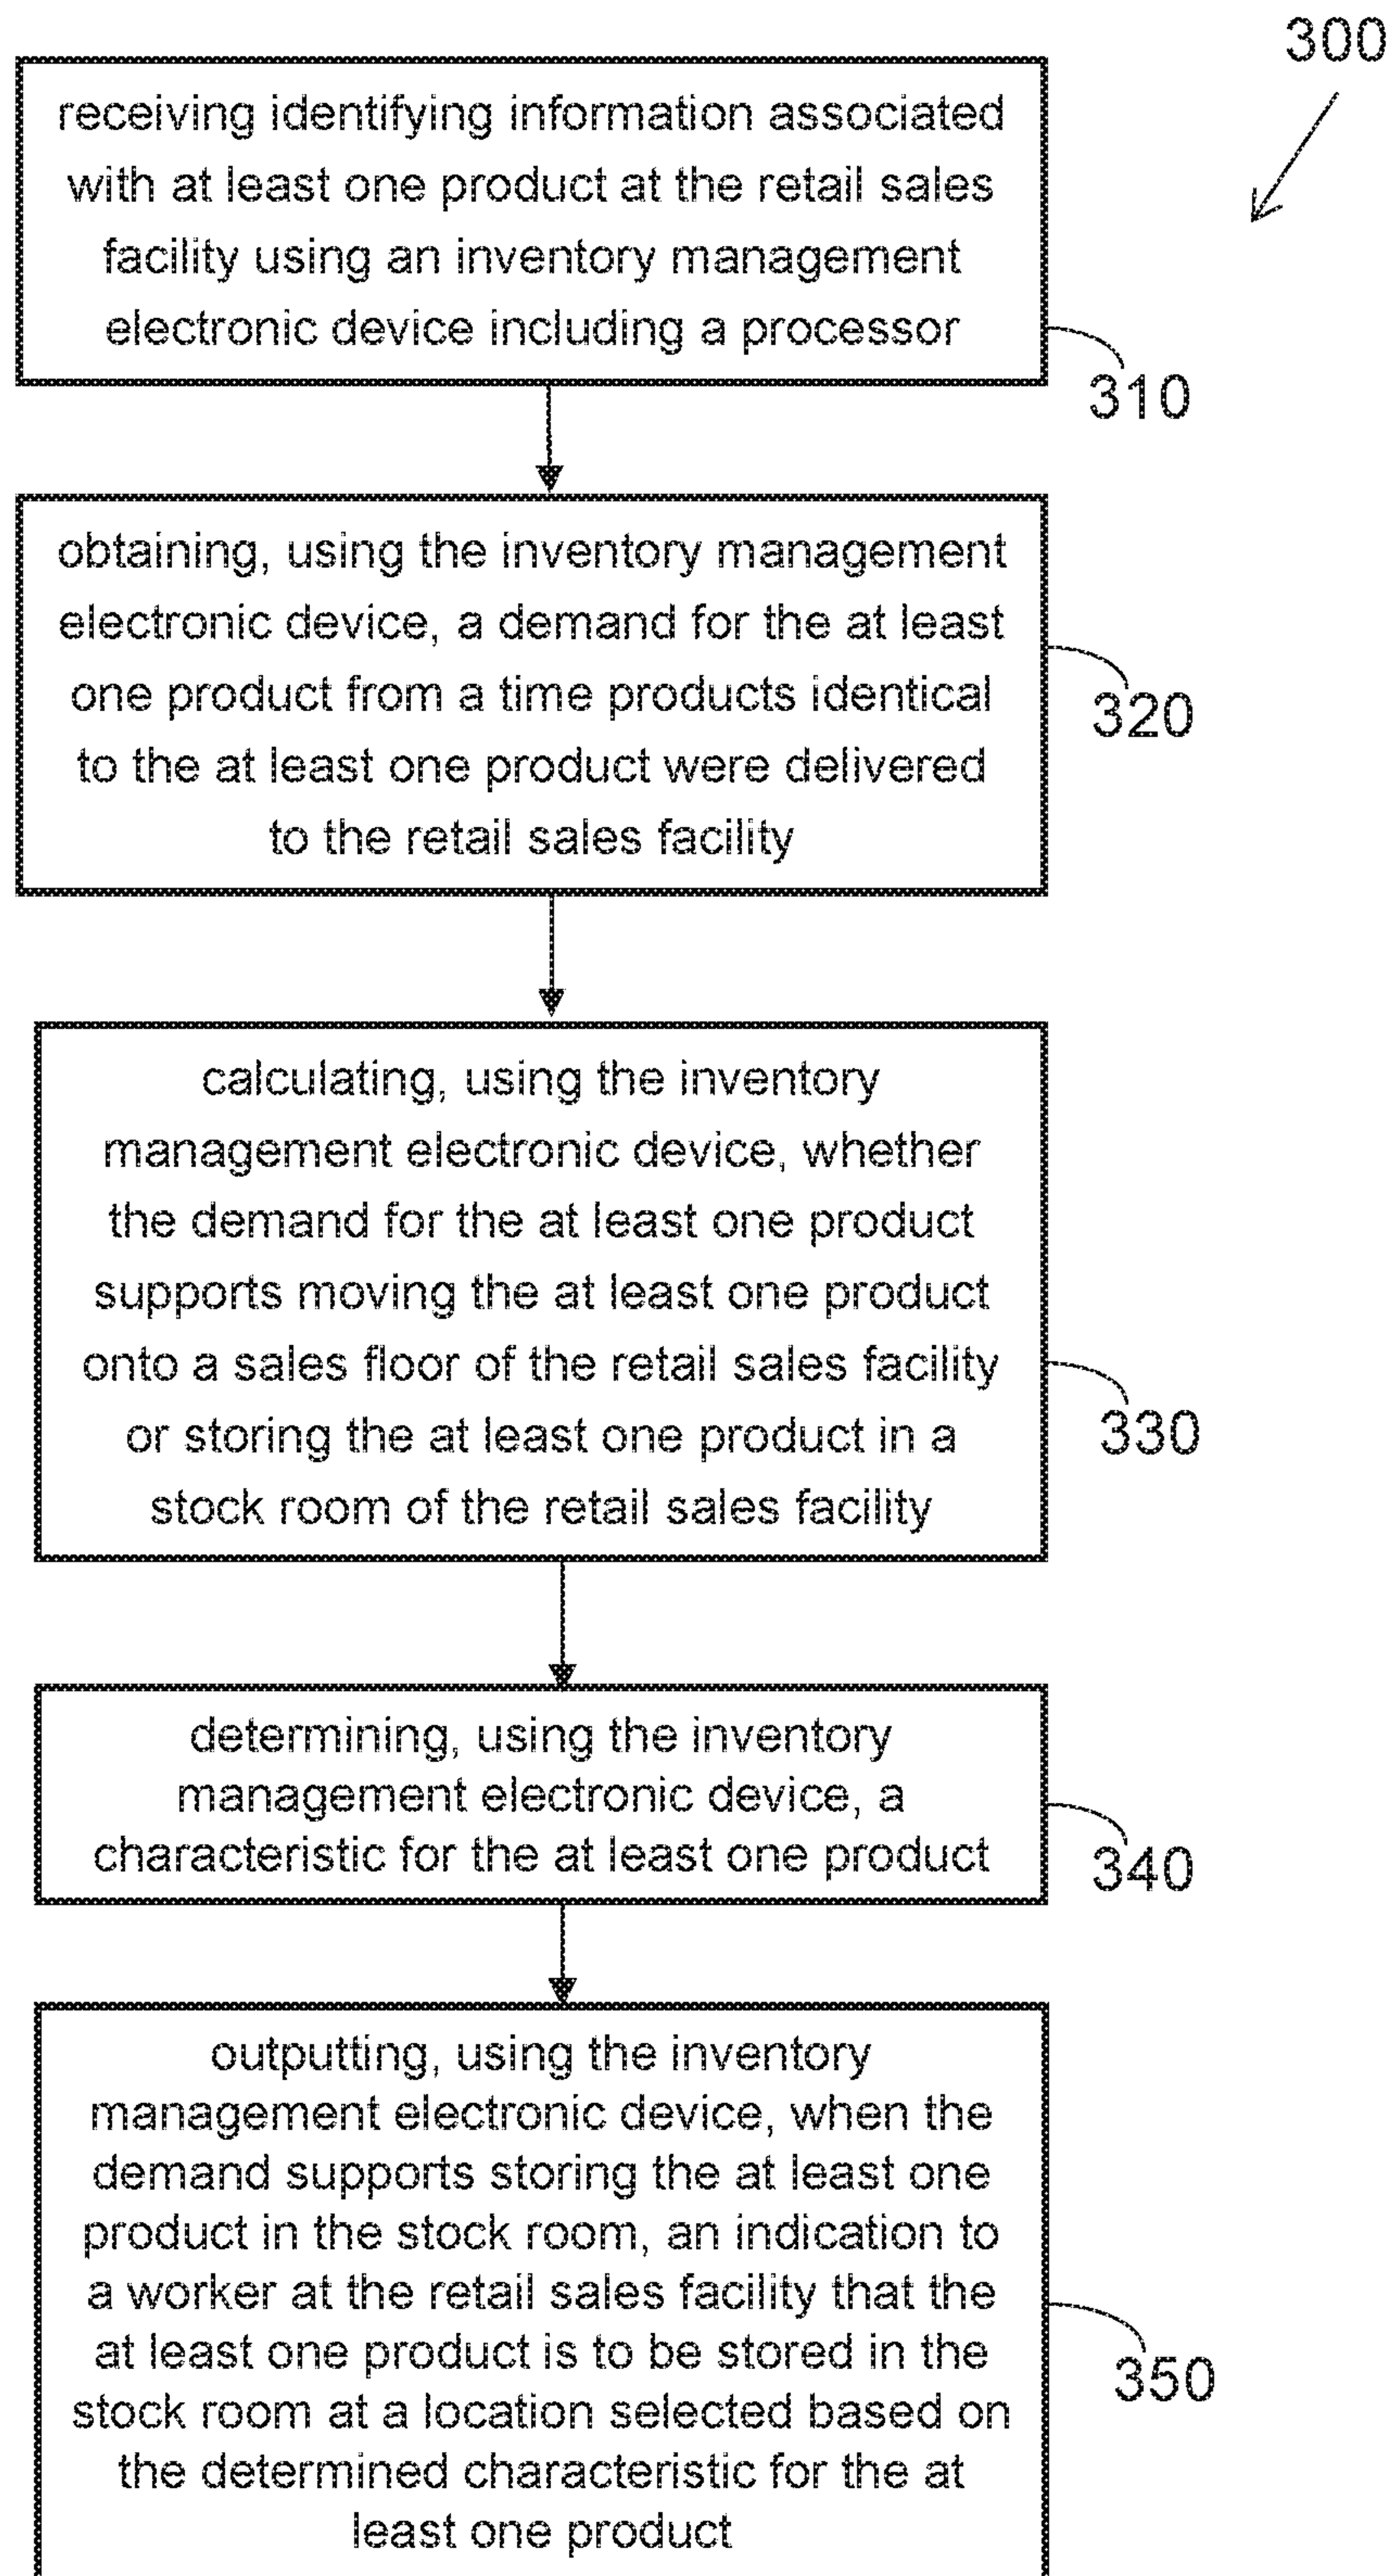 300
receiving identifying information associated
with at least one product at the retail sales
facility using an inventory management
electronic device including a processor
310
obtaining, using the inventory management
electronic device, a demand for the at least
one product from a time products identical
to the at least one product were delivered
to the retail sales facility
320
calculating, using the inventory
management electronic device, whether
the demand for the at least one product
supports moving the at least one product
onto a sales floor of the retail sales facility
or storing the at least one product in a
stock room of the retail sales facility
330
determining, using the inventory
management electronic device, a
characteristic for the at least one product
340
outputting, using the inventory
management electronic device, when the
demand supports storing the at least one
product in the stock room, an indication to
a worker at the retail sales facility that the
at least one product is to be stored in the
stock room at a location selected based on
the determined characteristic for the at
least one product
350